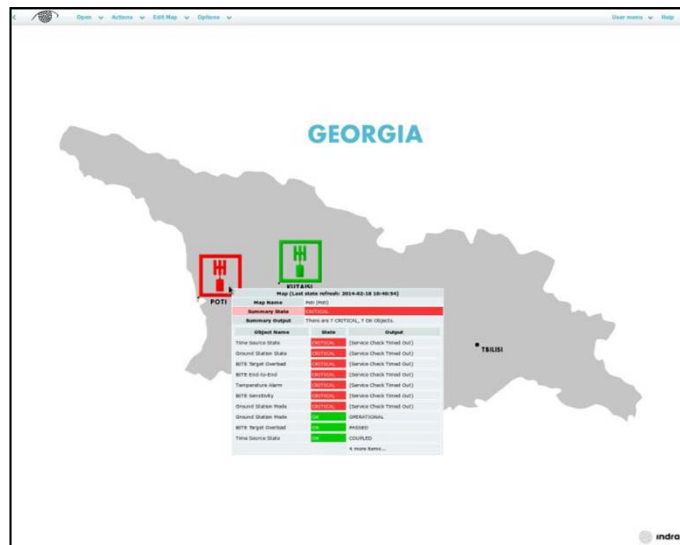 Open Actions Edit Map Options User menu Help
GEORGIA
POTI
KUTAISI
TBILISI
Map (Last state refresh: 2014-02-18 10:40:54)
Map Name Poti (Poti)
Summary State CRITICAL
Summary Output There are 7 CRITICAL, 7 OK Objects.
Object Name State Output
Time Source State CRITICAL (Service Check Timed Out)
Ground Station State CRITICAL (Service Check Timed Out)
BITE Target Overload CRITICAL (Service Check Timed Out)
BITE End-to-End CRITICAL (Service Check Timed Out)
Temperature Alarm CRITICAL (Service Check Timed Out)
BITE Sensitivity CRITICAL (Service Check Timed Out)
Ground Station Mode CRITICAL (Service Check Timed Out)
Ground Station Mode OK OPERATIONAL
BITE Target Overload OK PASSED
Time Source State OK COUPLED
4 more items...
indra